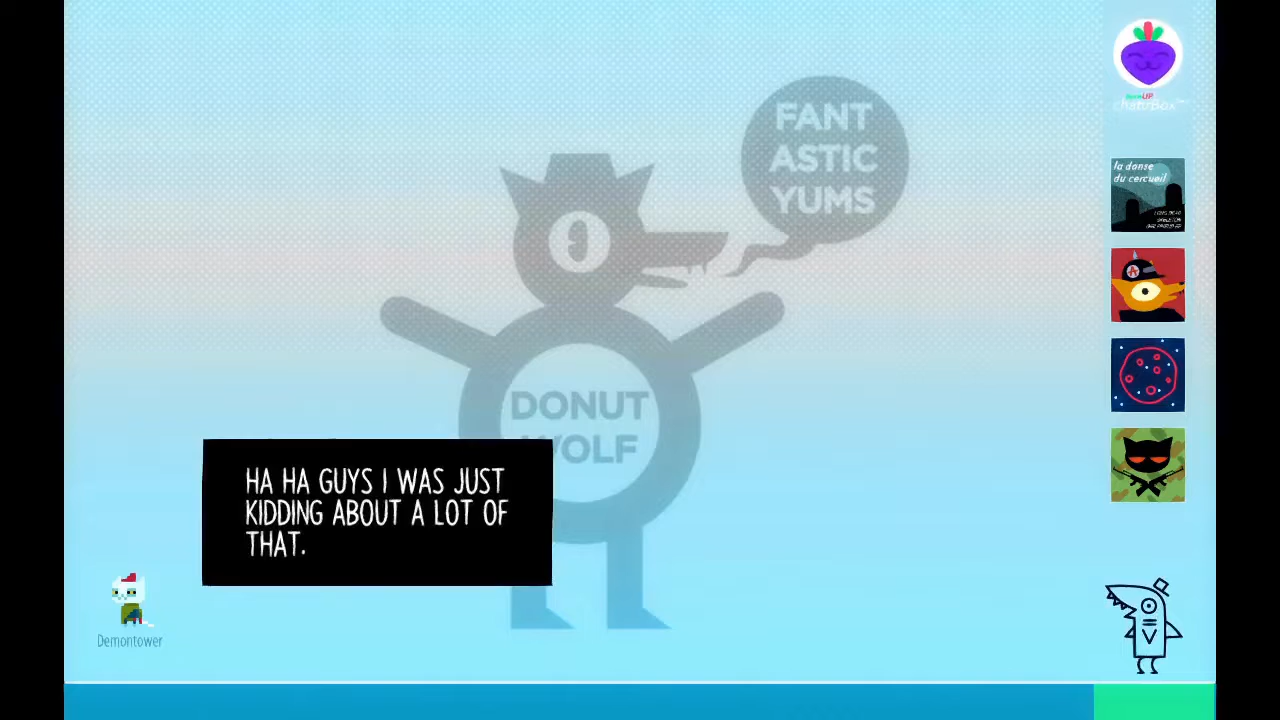 FANT
ASTIC
YUMS
chattrBox
la danse
du cercueil
DONUT
WOLF
HA HA GUYS I WAS JUST
KIDDING ABOUT A LOT OF
THAT.
Demontower